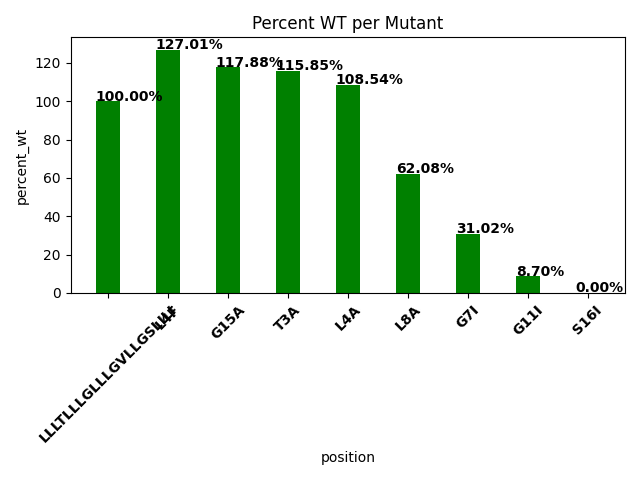 Percent WT per Mutant
percent_wt
120
100
80
60
40
20
0
100.00%
127.01%
117.88%
115.85%
108.54%
62.08%
31.02%
8.70%
0.00%
G15A
T3A
L4A
L8A
G7I
G11I
S16I
position